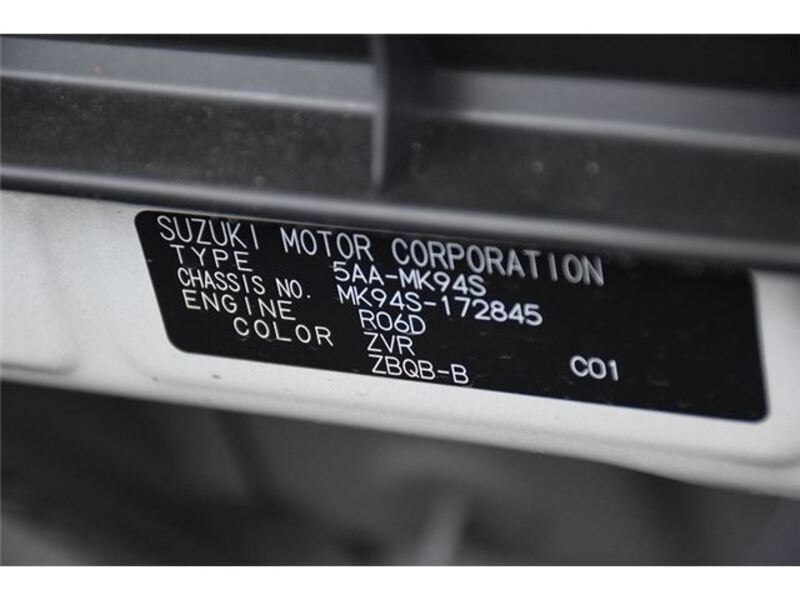 SUZUKI MOTOR CORPORATION
TYPE 5AA-MK94S
CHASSIS NO. MK94S-172845
ENGINE R06D
COLOR ZVR
ZBQB-B C01